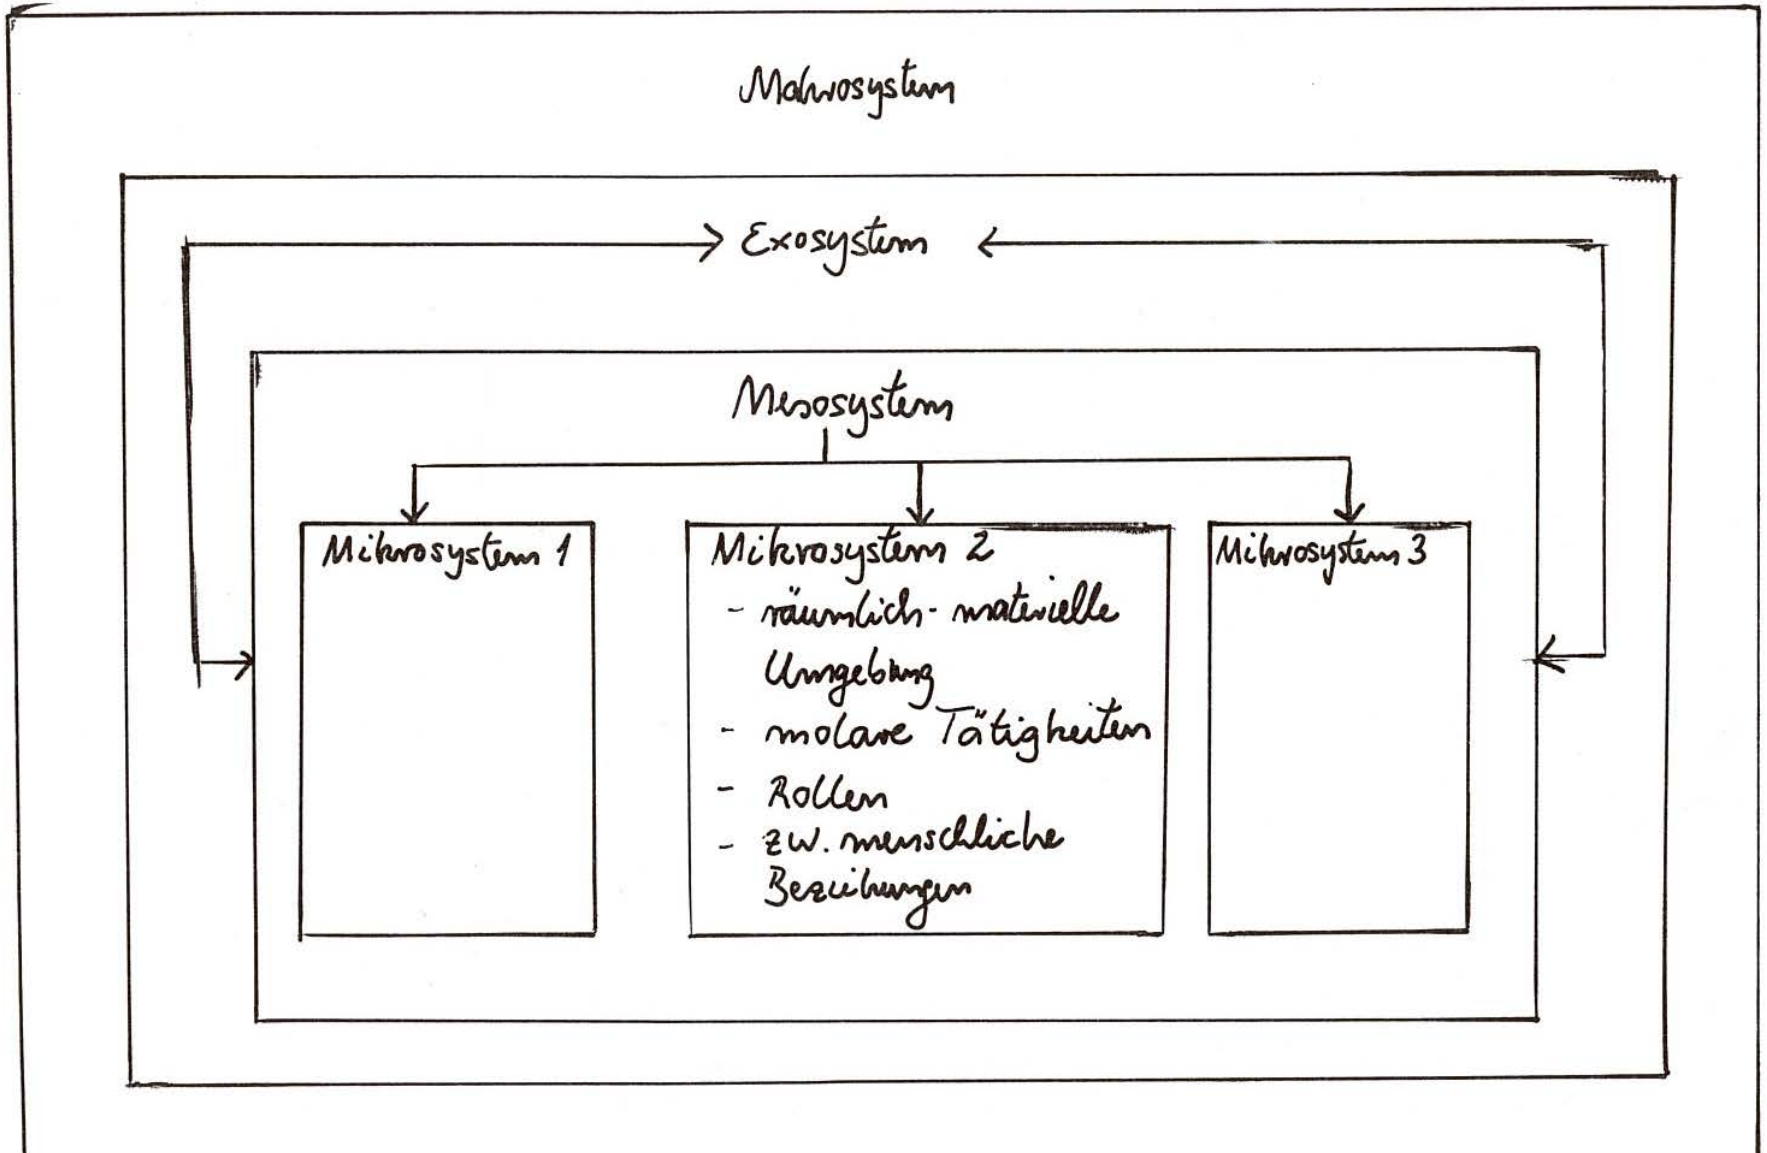 Makrosystem
Exosystem
Mesosystem
Mikrosystem 1
Mikrosystem 2
- räumlich-materielle
Umgebung
- molare Tätigkeiten
- Rollen
- zw. menschliche
Beziehungen
Mikrosystem 3